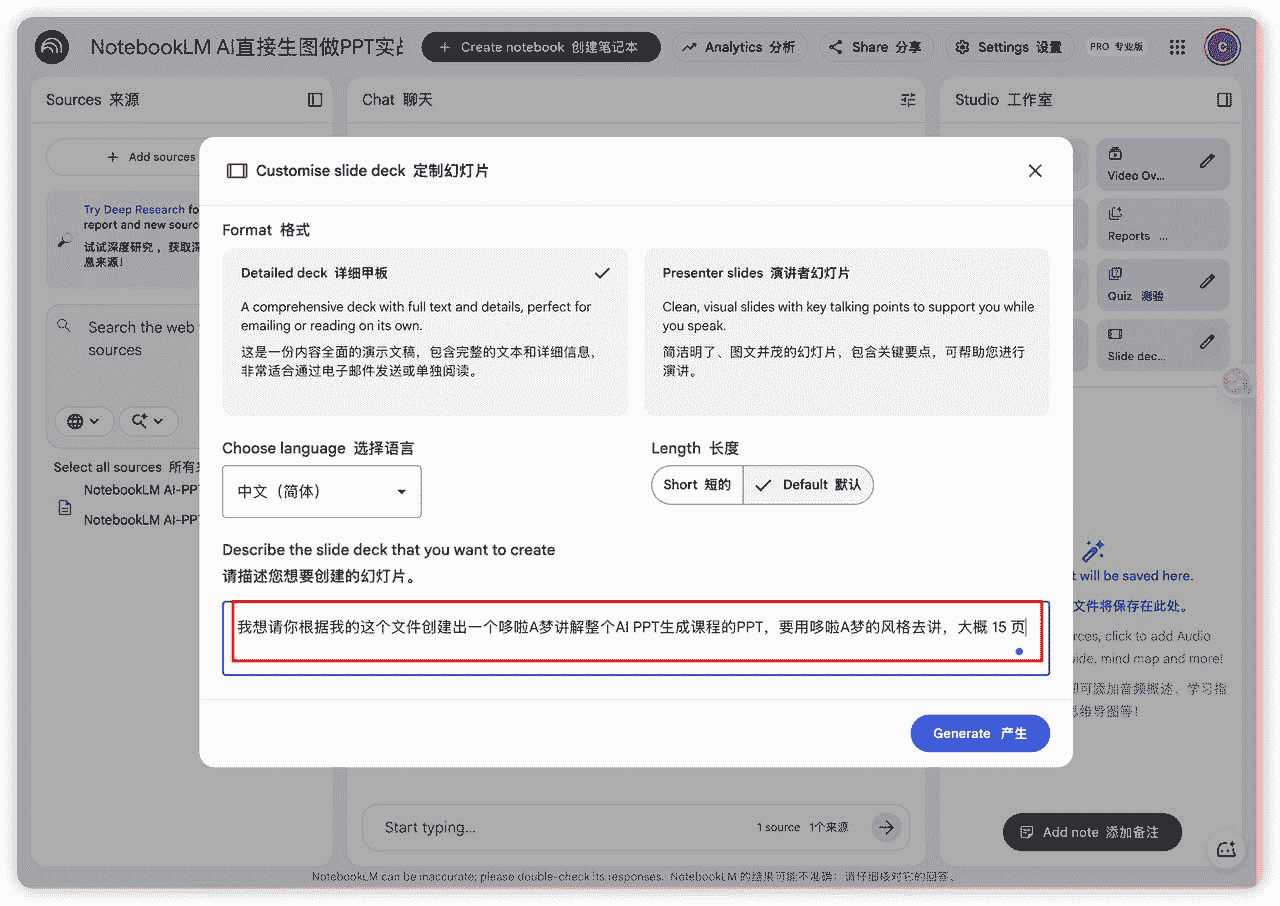 NotebookLM AI直接生图做PPT实
+ Create notebook 创建笔记本
Analytics 分析
Share 分享
Settings 设置
PRO 专业版
Sources 来源
Chat 聊天
Studio 工作室
+ Add sources
Try Deep Research fo
report and new sourc
试试深度研究，获取深
息来源！
Search the web
sources
Select all sources 所有
NotebookLM AI-PP
NotebookLM AI-PP
Customise slide deck 定制幻灯片
Format 格式
Detailed deck 详细甲板
A comprehensive deck with full text and details, perfect for
emailing or reading on its own.
这是一份内容全面的演示文稿，包含完整的文本和详细信息，
非常适合通过电子邮件发送或单独阅读。
Presenter slides 演讲者幻灯片
Clean, visual slides with key talking points to support you while
you speak.
简洁明了、图文并茂的幻灯片，包含关键要点，可帮助您进行
演讲。
Choose language 选择语言
中文（简体）
Length 长度
Short 短的
Default 默认
Describe the slide deck that you want to create
请描述您想要创建的幻灯片。
我想请你根据我的这个文件创建出一个哆啦A梦讲解整个AI PPT生成课程的PPT，要用哆啦A梦的风格去讲，大概 15 页
Generate 产生
Video Ov...
Reports ...
Quiz 测验
Slide dec...
t will be saved here.
文件将保存在此处。
rces, click to add Audio
uide, mind map and more!
即可添加音频概述、学习指
思维导图等！
Start typing...
1 source 1个来源
Add note 添加备注
NotebookLM can be inaccurate; please double-check its responses. NotebookLM 的结果可能不准确；请仔细核对它的回答。